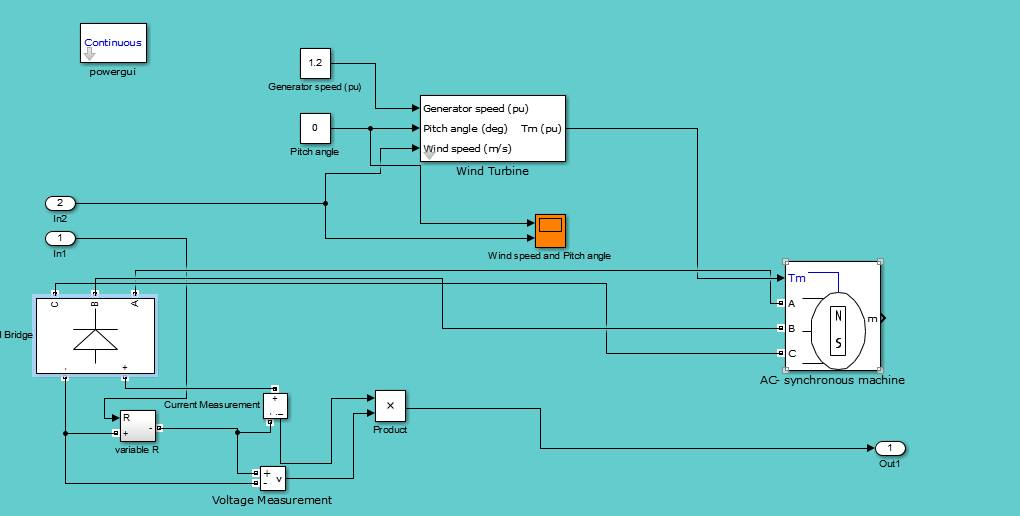 Continuous
powergui
1.2
Generator speed (pu)
0
Pitch angle
Generator speed (pu)
Pitch angle (deg) Tm (pu)
Wind speed (m/s)
Wind Turbine
2
In2
1
In1
Wind speed and Pitch angle
Tm
A
B
C
m
N
S
AC- synchronous machine
C B A
l Bridge
- +
Current Measurement
+
i -
R
+ -
variable R
×
Product
+
- v
Voltage Measurement
1
Out1